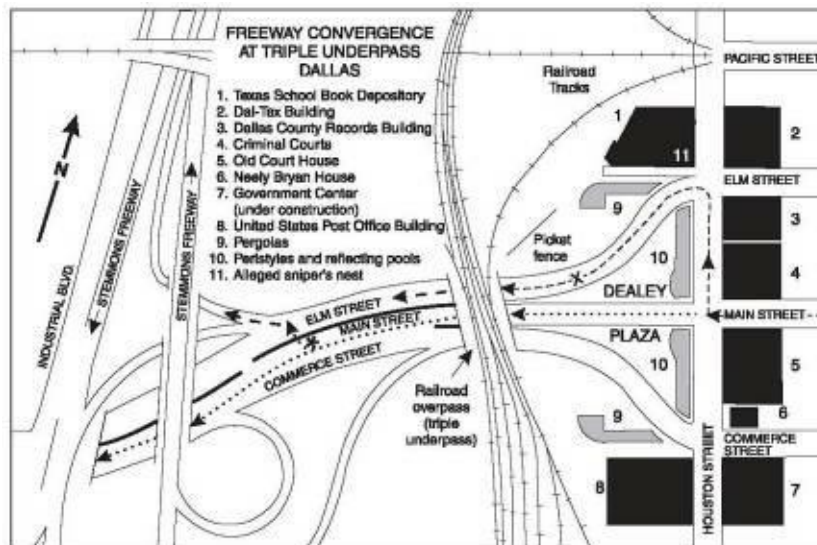 FREEWAY CONVERGENCE
AT TRIPLE UNDERPASS
DALLAS
1. Texas School Book Depository
2. Dal-Tax Building
3. Dallas County Records Building
4. Criminal Courts
5. Old Court House
6. Neely Bryan House
7. Government Center
(under construction)
8. United States Post Office Building
9. Pergolas
10. Peristyles and reflecting pools
11. Alleged sniper's nest
N
INDUSTRIAL BLVD.
STEMMONS FREEWAY
STEMMONS FREEWAY
Railroad
Tracks
PACIFIC STREET
1
2
11
ELM STREET
9
3
Picket
fence
10
4
X
DEALEY
ELM STREET
MAIN STREET
MAIN STREET
X
COMMERCE STREET
PLAZA
10
5
Railroad
overpass
(triple
underpass)
9
6
COMMERCE
STREET
8
HOUSTON STREET
7